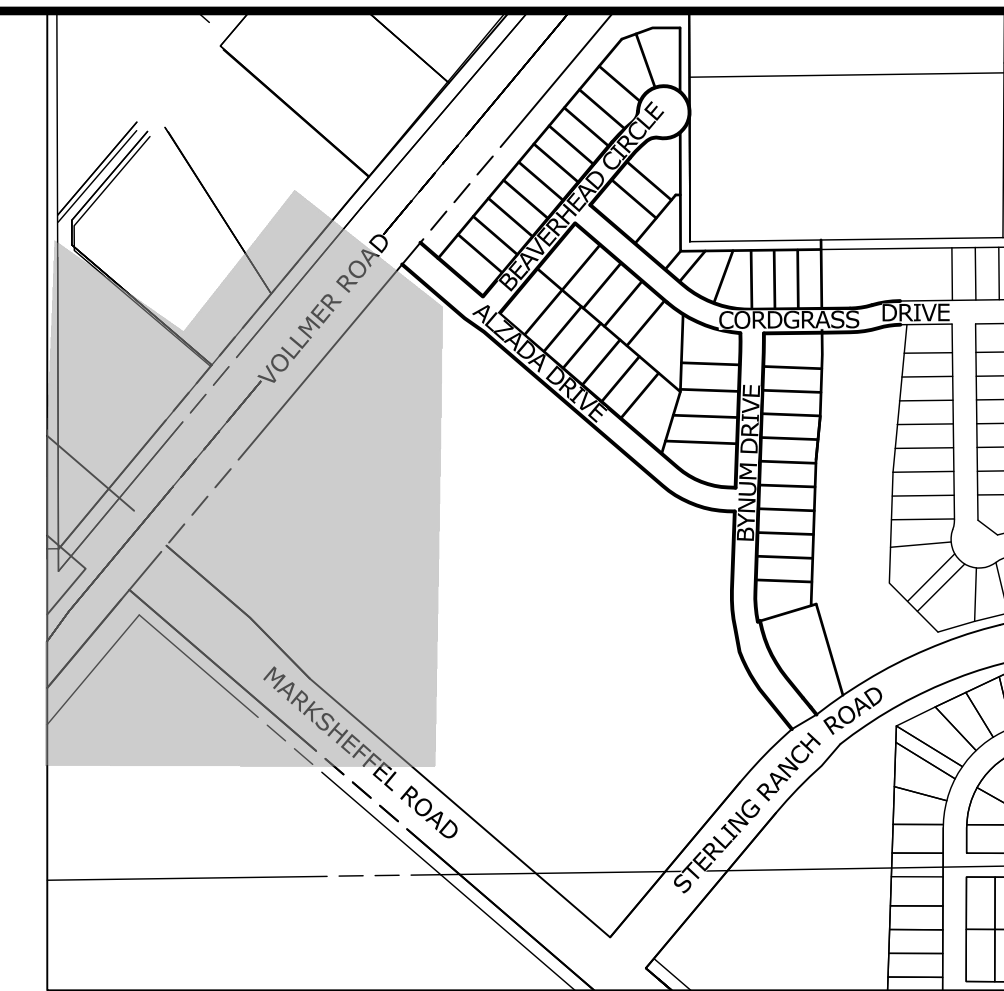 BEAVERHEAD CIRCLE
VOLLMER ROAD
ALZADA DRIVE
CORDGRASS DRIVE
BYNUM DRIVE
MARKSHEFFEL ROAD
STERLING RANCH ROAD